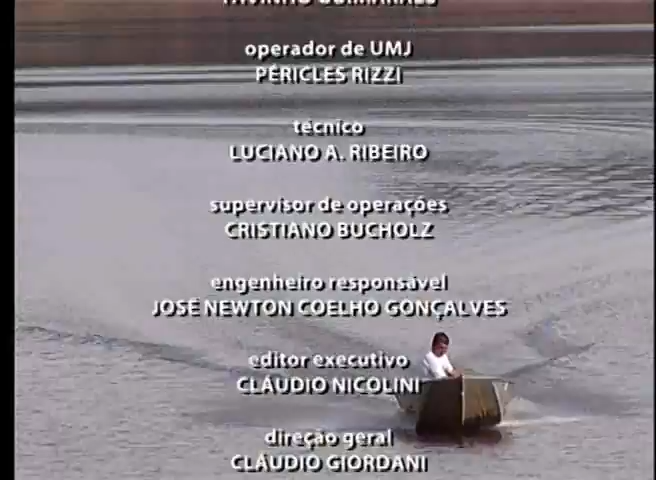 operador de UMJ
PÉRICLES RIZZI
técnico
LUCIANO A. RIBEIRO
supervisor de operações
CRISTIANO BUCHOLZ
engenheiro responsável
JOSÉ NEWTON COELHO GONÇALVES
editor executivo
CLÁUDIO NICOLINI
direção geral
CLÁUDIO GIORDANI